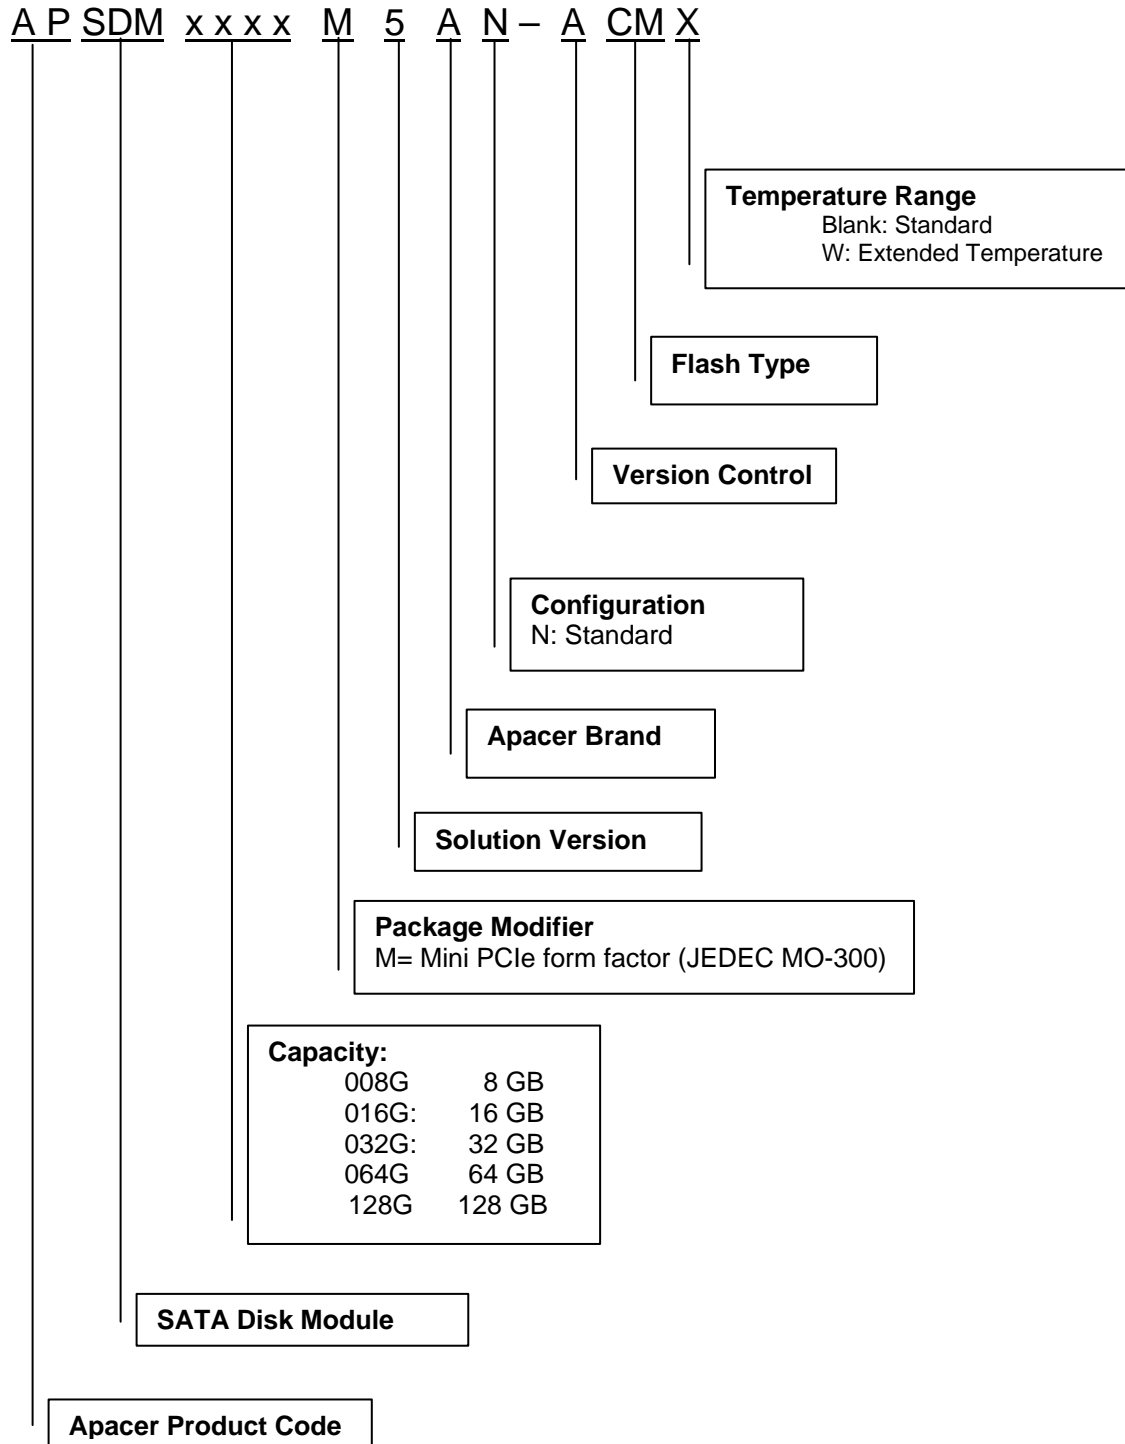 A P SDM x x x x M 5 A N – A CM X
Temperature Range
Blank: Standard
W: Extended Temperature
Flash Type
Version Control
Configuration
N: Standard
Apacer Brand
Solution Version
Package Modifier
M= Mini PCIe form factor (JEDEC MO-300)
Capacity:
008G 8 GB
016G: 16 GB
032G: 32 GB
064G 64 GB
128G 128 GB
SATA Disk Module
Apacer Product Code